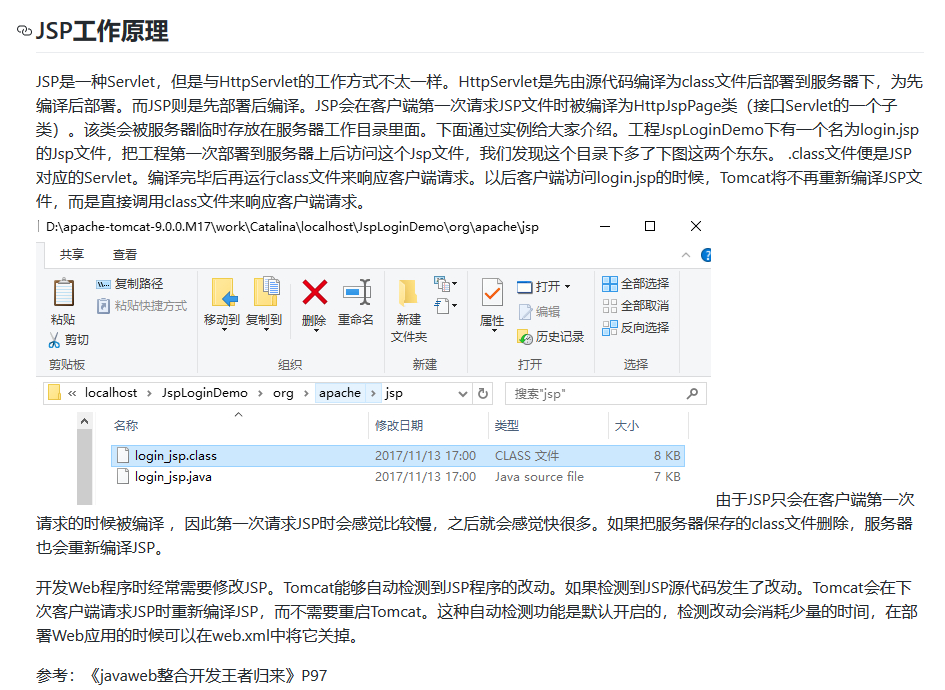 JSP工作原理
JSP是一种Servlet，但是与HttpServlet的工作方式不太一样。HttpServlet是先由源代码编译为class文件后部署到服务器下，为先
编译后部署。而JSP则是先部署后编译。JSP会在客户端第一次请求JSP文件时被编译为HttpJspPage类（接口Servlet的一个子
类）。该类会被服务器临时存放在服务器工作目录里面。下面通过实例给大家介绍。工程JspLoginDemo下有一个名为login.jsp
的Jsp文件，把工程第一次部署到服务器上后访问这个Jsp文件，我们发现这个目录下多了下图这两个东东。 .class文件便是JSP
对应的Servlet。编译完毕后再运行class文件来响应客户端请求。以后客户端访问login.jsp的时候，Tomcat将不再重新编译JSP文
件，而是直接调用class文件来响应客户端请求。
D:\apache-tomcat-9.0.0.M17\work\Catalina\localhost\JspLoginDemo\org\apache\jsp
共享 查看
粘贴 复制路径 粘贴快捷方式 剪切
移动到 复制到 删除 重命名
新建文件夹
属性 打开 编辑 历史记录
全部选择 全部取消 反向选择
剪贴板 组织 新建 打开 选择
« localhost › JspLoginDemo › org › apache › jsp 搜索"jsp"
名称 修改日期 类型 大小
login_jsp.class 2017/11/13 17:00 CLASS 文件 8 KB
login_jsp.java 2017/11/13 17:00 Java source file 7 KB
由于JSP只会在客户端第一次
请求的时候被编译 ，因此第一次请求JSP时会感觉比较慢，之后就会感觉快很多。如果把服务器保存的class文件删除，服务器
也会重新编译JSP。
开发Web程序时经常需要修改JSP。Tomcat能够自动检测到JSP程序的改动。如果检测到JSP源代码发生了改动。Tomcat会在下
次客户端请求JSP时重新编译JSP，而不需要重启Tomcat。这种自动检测功能是默认开启的，检测改动会消耗少量的时间，在部
署Web应用的时候可以在web.xml中将它关掉。
参考：《javaweb整合开发王者归来》P97